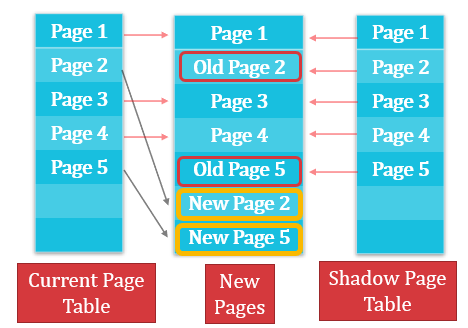 Page 1
Page 2
Page 3
Page 4
Page 5
Current Page
Table
Page 1
Old Page 2
Page 3
Page 4
Old Page 5
New Page 2
New Page 5
New
Pages
Page 1
Page 2
Page 3
Page 4
Page 5
Shadow Page
Table